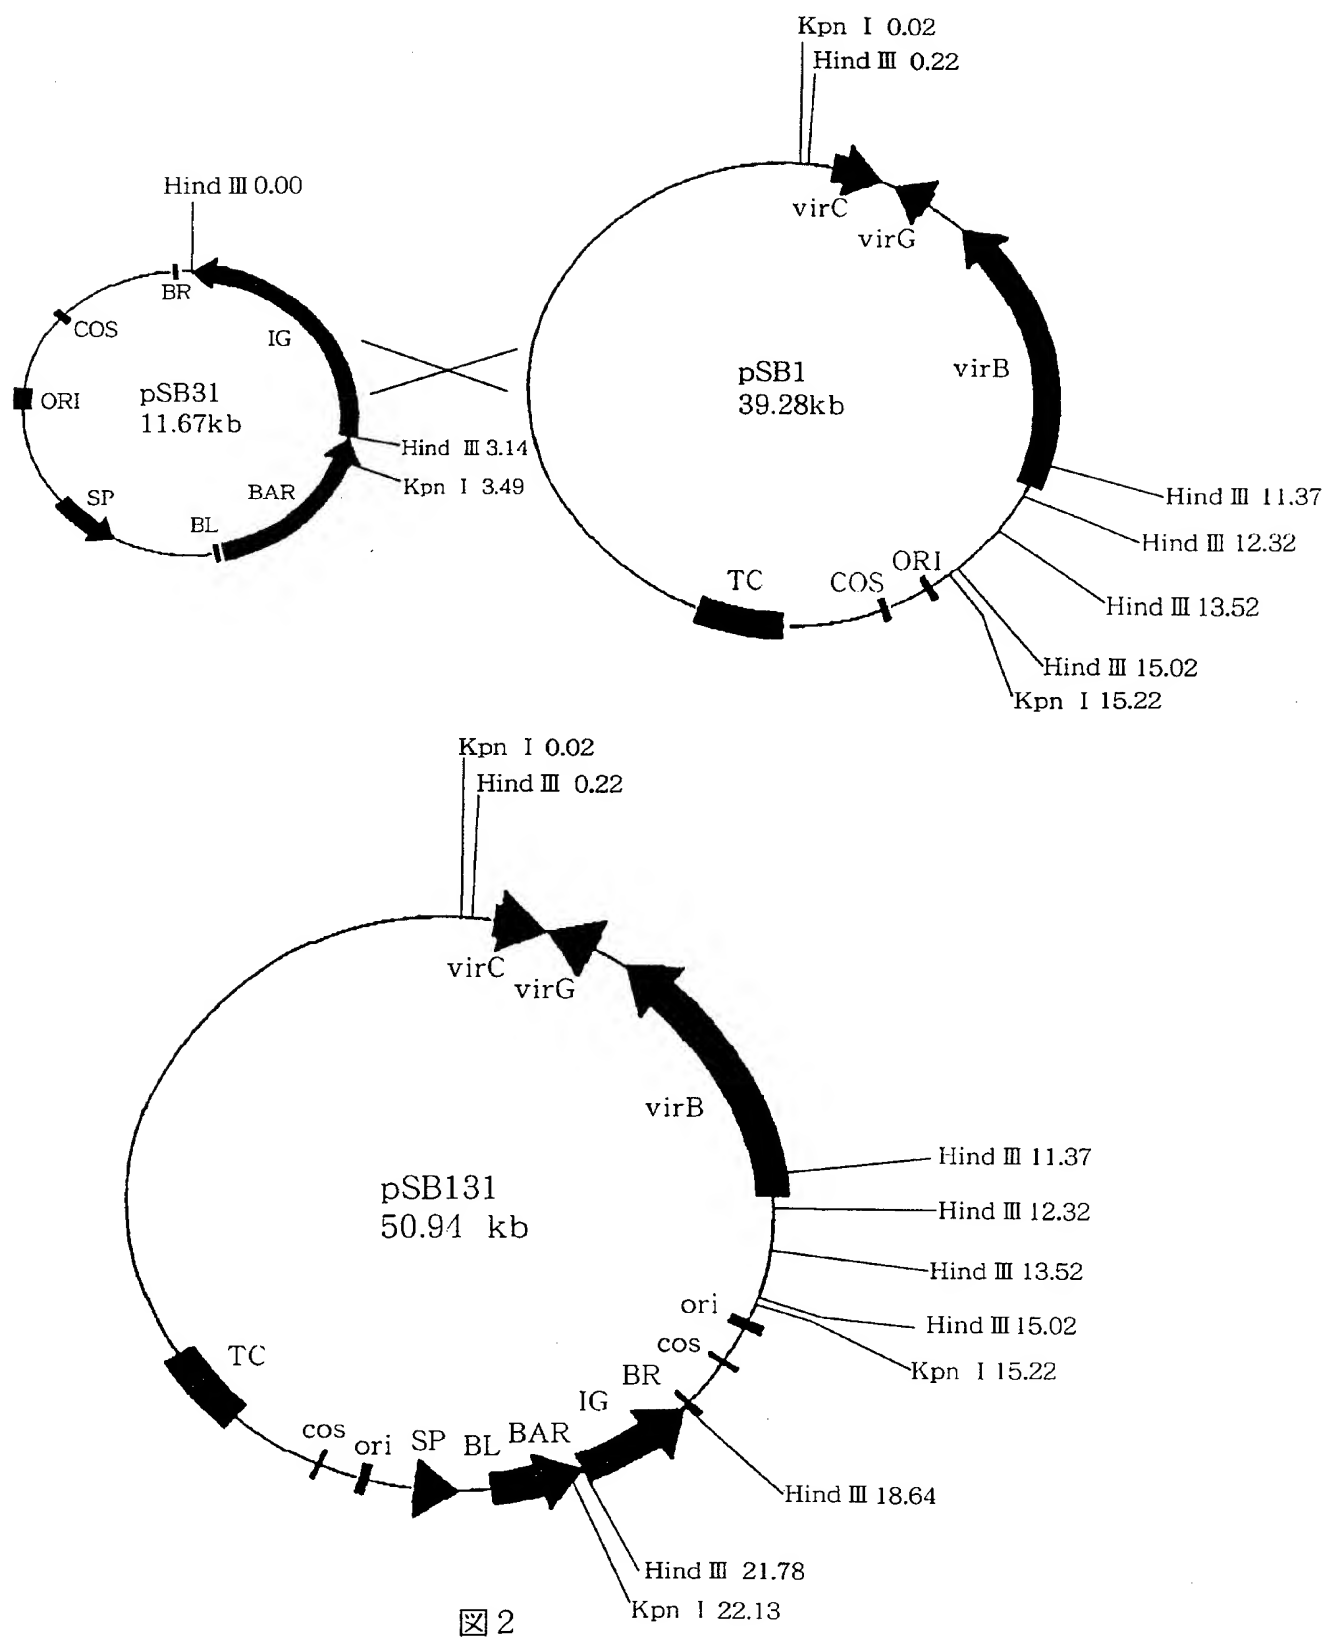 Kpn I 0.02
Hind Ⅲ 0.22
Hind Ⅲ 0.00
virC
virG
BR
COS
IG
virB
pSB31
11.67kb
ORI
pSB1
39.28kb
Hind Ⅲ 3.14
Kpn I 3.49
BAR
SP
BL
Hind Ⅲ 11.37
Hind Ⅲ 12.32
TC
COS
ORI
Hind Ⅲ 13.52
Hind Ⅲ 15.02
Kpn I 15.22
Kpn I 0.02
Hind Ⅲ 0.22
virC
virG
virB
Hind Ⅲ 11.37
pSB131
50.94 kb
Hind Ⅲ 12.32
Hind Ⅲ 13.52
ori
Hind Ⅲ 15.02
cos
Kpn I 15.22
TC
BR
IG
cos
ori
SP
BL
BAR
Hind Ⅲ 18.64
Hind Ⅲ 21.78
Kpn I 22.13
図2